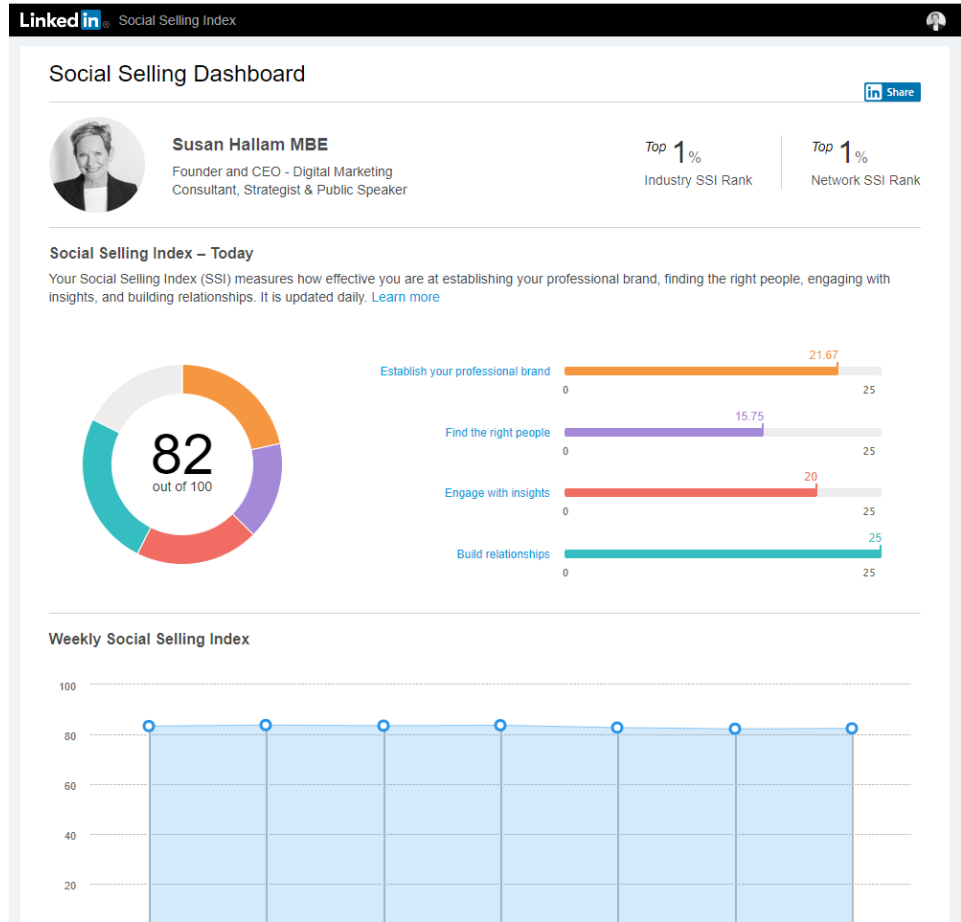 Linked in ® Social Selling Index
Social Selling Dashboard
in Share
Susan Hallam MBE
Founder and CEO - Digital Marketing
Consultant, Strategist & Public Speaker
Top 1%
Industry SSI Rank
Top 1%
Network SSI Rank
Social Selling Index – Today
Your Social Selling Index (SSI) measures how effective you are at establishing your professional brand, finding the right people, engaging with
insights, and building relationships. It is updated daily. Learn more
82
out of 100
21.67
Establish your professional brand
0 25
15.75
Find the right people
0 25
20
Engage with insights
0 25
25
Build relationships
0 25
Weekly Social Selling Index
100
80
60
40
20